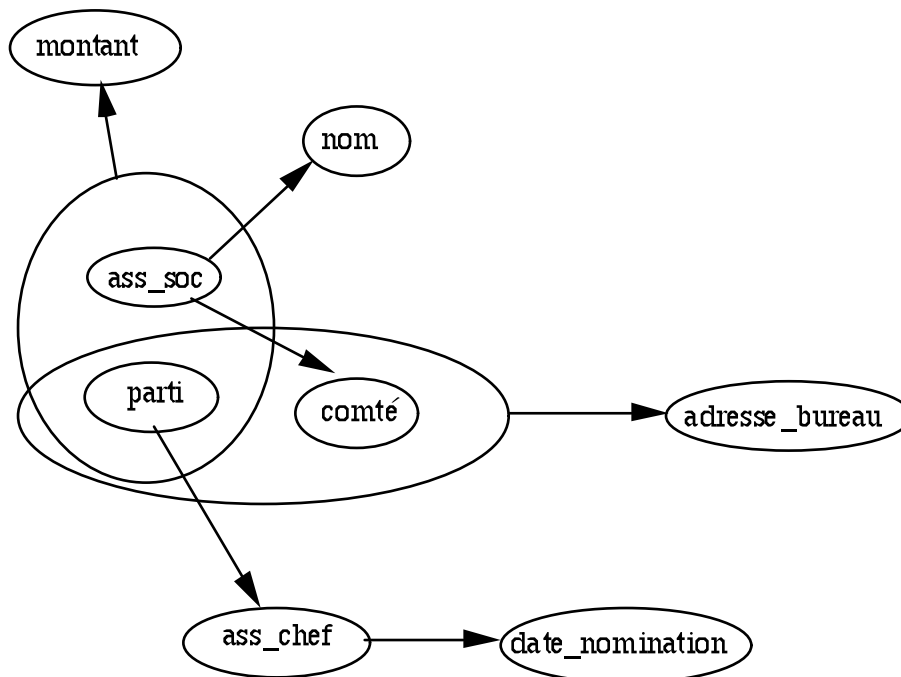 montant
nom
ass_soc
parti
comté
adresse_bureau
ass_chef
date_nomination